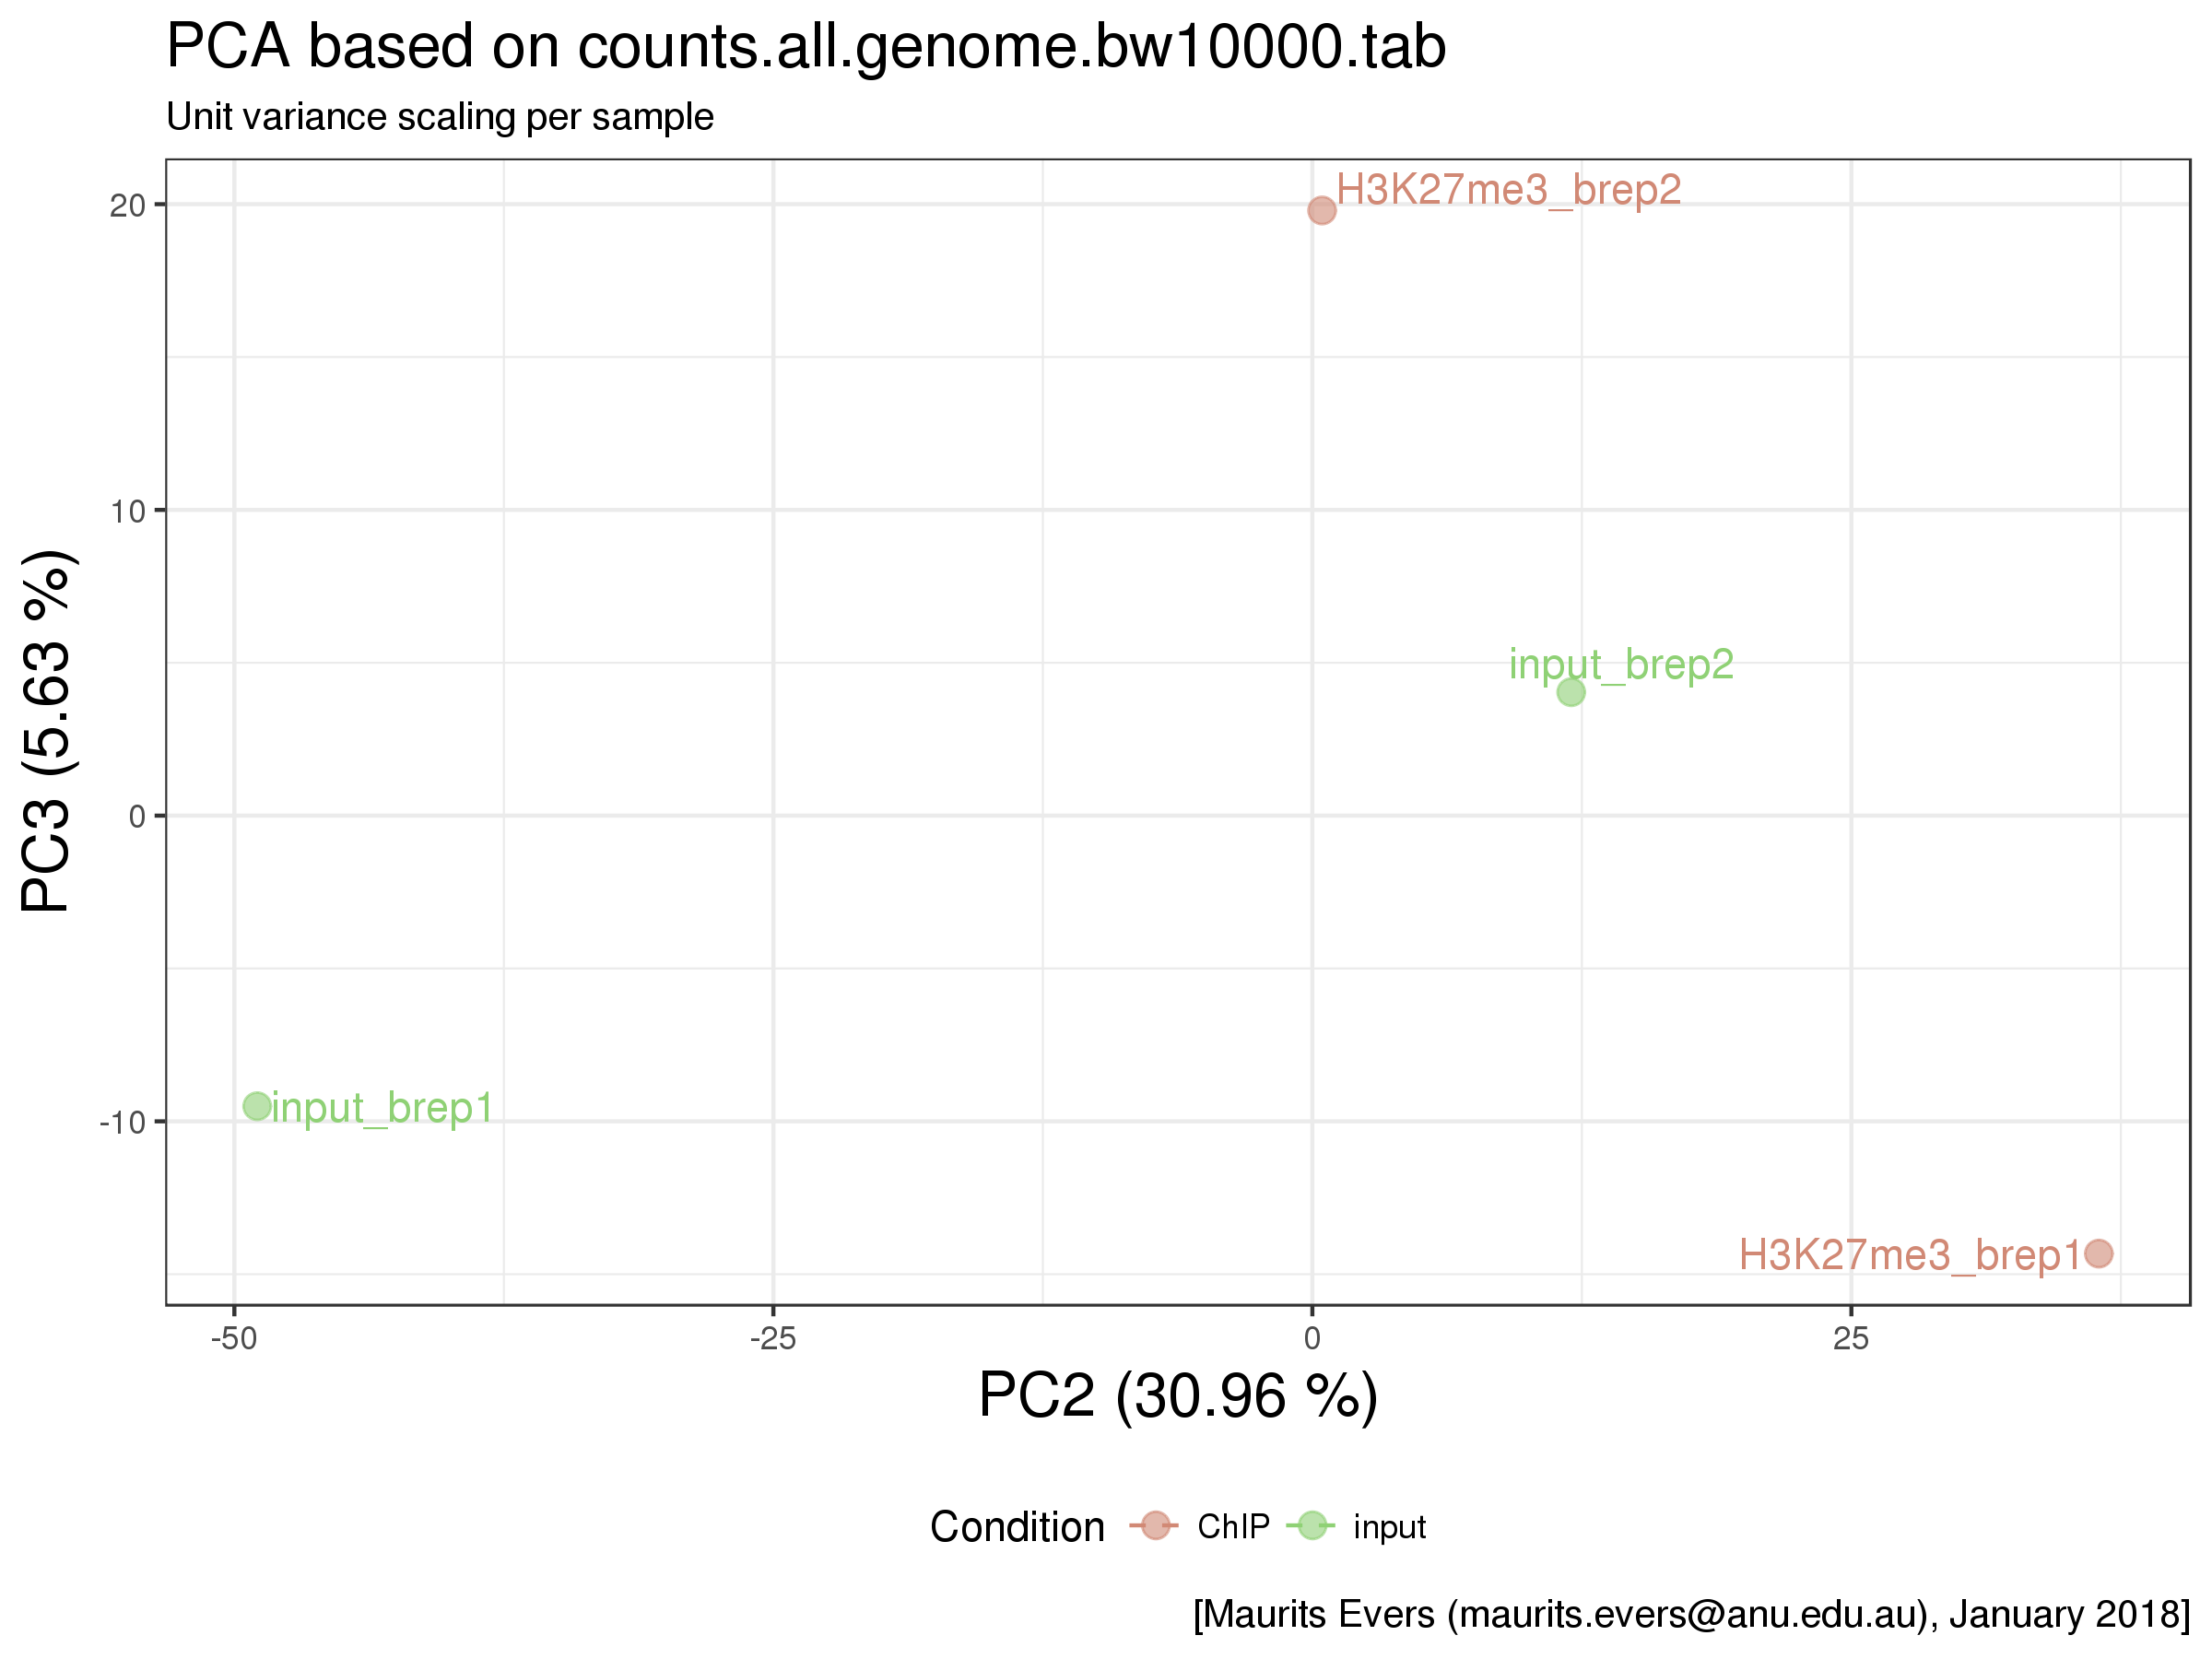 PCA based on counts.all.genome.bw10000.tab
Unit variance scaling per sample
PC3 (5.63 %)
20
10
0
-10
H3K27me3_brep2
input_brep2
input_brep1
H3K27me3_brep1
-50
-25
0
25
PC2 (30.96 %)
Condition ChIP input
[Maurits Evers (maurits.evers@anu.edu.au), January 2018]